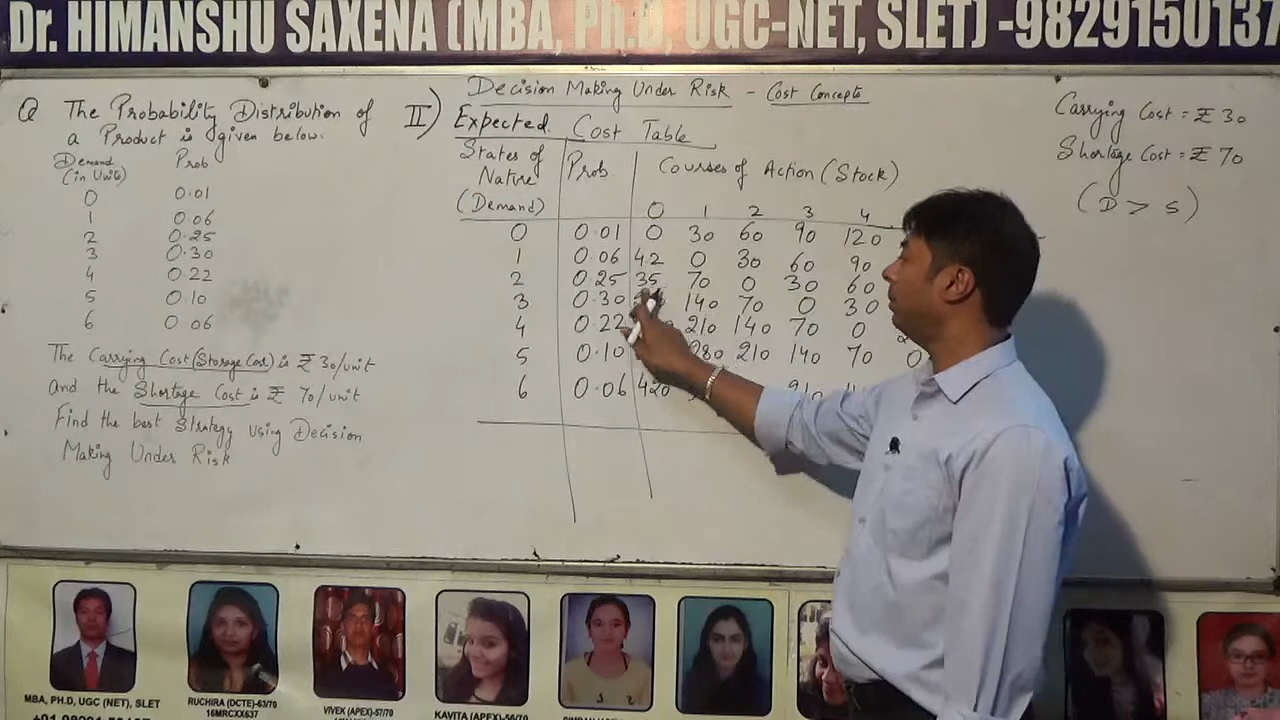 Dr. HIMANSHU SAXENA (MBA, Ph.D, UGC-NET, SLET) -9829150137
Q The Probability Distribution of
a Product is given below.
Demand Prob
(in Units)
0 0.01
1 0.06
2 0.25
3 0.30
4 0.22
5 0.10
6 0.06
The Carrying Cost (Storage Cost) is ₹ 30/unit
and the Shortage Cost is ₹ 70/unit
Find the best Strategy using Decision
Making Under Risk
Decision Making Under Risk - Cost Concepts
II) Expected Cost Table
States of Nature (Demand) Prob. Courses of Action (Stock)
0 1 2 3 4
0 0.01 0 30 60 90 120
1 0.06 4.2 0 30 60 90
2 0.25 35 70 0 30 60
3 0.30 140 70 0 30
4 0.22 210 140 70 0
5 0.10 280 210 140 70 0
6 0.06 420
Carrying Cost = ₹ 30
Shortage Cost = ₹ 70
(D > S)
MBA, PH.D, UGC (NET), SLET
RUCHIRA (DCTE)-63/70
16MRCXX637
VIVEK (APEX)-57/70
KAVITA (APEX)-56/70